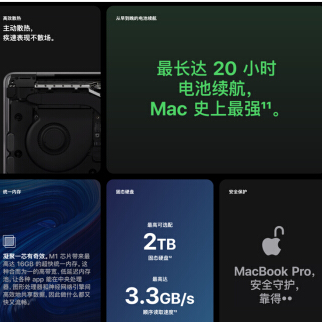 高效散热
主动散热，
疾速表现不散场。
从早到晚的电池续航
最长达 20 小时
电池续航，
Mac 史上最强¹¹。
统一内存
凝聚一芯有奇效。M1 芯片带来最
高达 16GB 的超快统一内存。这
种合而为一的高带宽、低延迟内存
池，让各种 app 能在中央处理
器、图形处理器和神经网络引擎间
高效地共享数据，因此做什么都又
快又流畅。
固态硬盘
最高可选配
2TB
固态硬盘
最高达
3.3GB/s
顺序读取速度
安全保护
MacBook Pro，
安全守护，
靠得••